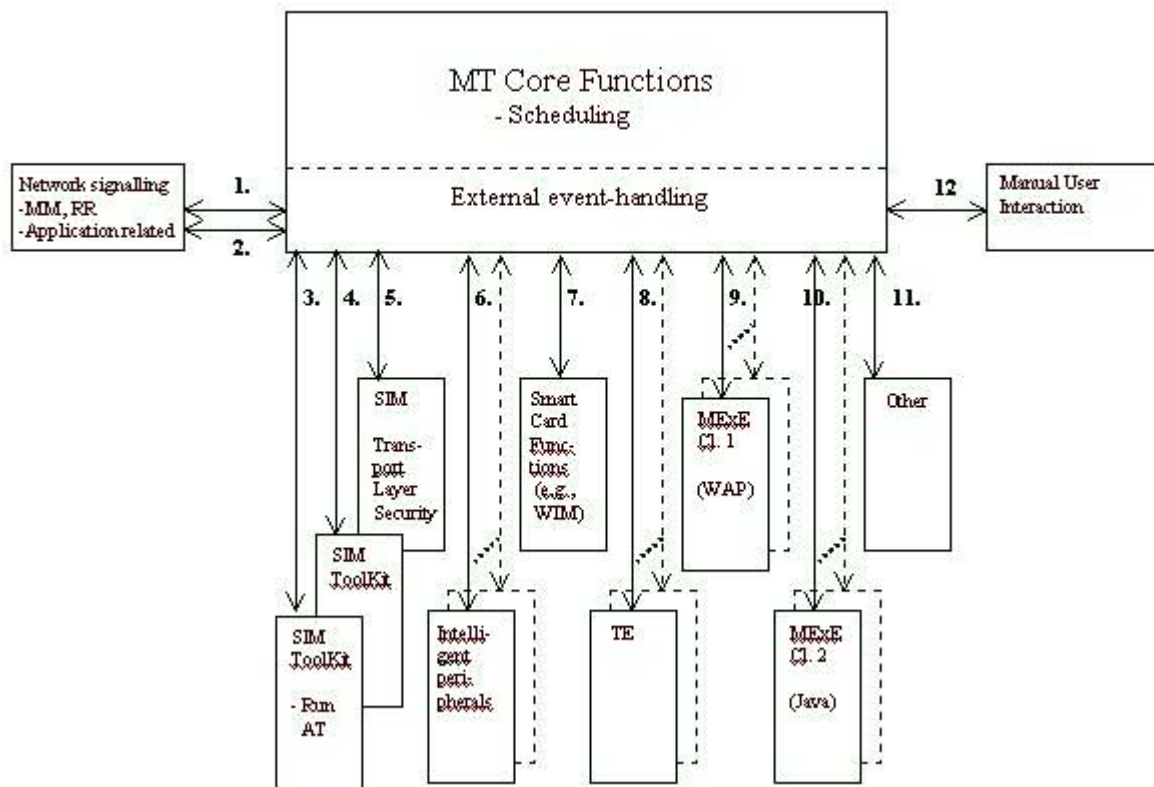 MT Core Functions
- Scheduling
External event-handling
Network signalling
-MM, RR
-Application related
1.
2.
12
Manual User
Interaction
3.
4.
5.
6.
7.
8.
9.
10.
11.
SIM
Trans-
port
Layer
Security
Smart
Card
Func-
tions
(e.g.,
WIM)
MExE
Cl. 1
(WAP)
Other
SIM
ToolKit
SIM
ToolKit
- Run
AT
Intelli-
gent
peri-
pherals
TE
MExE
Cl. 2
(Java)